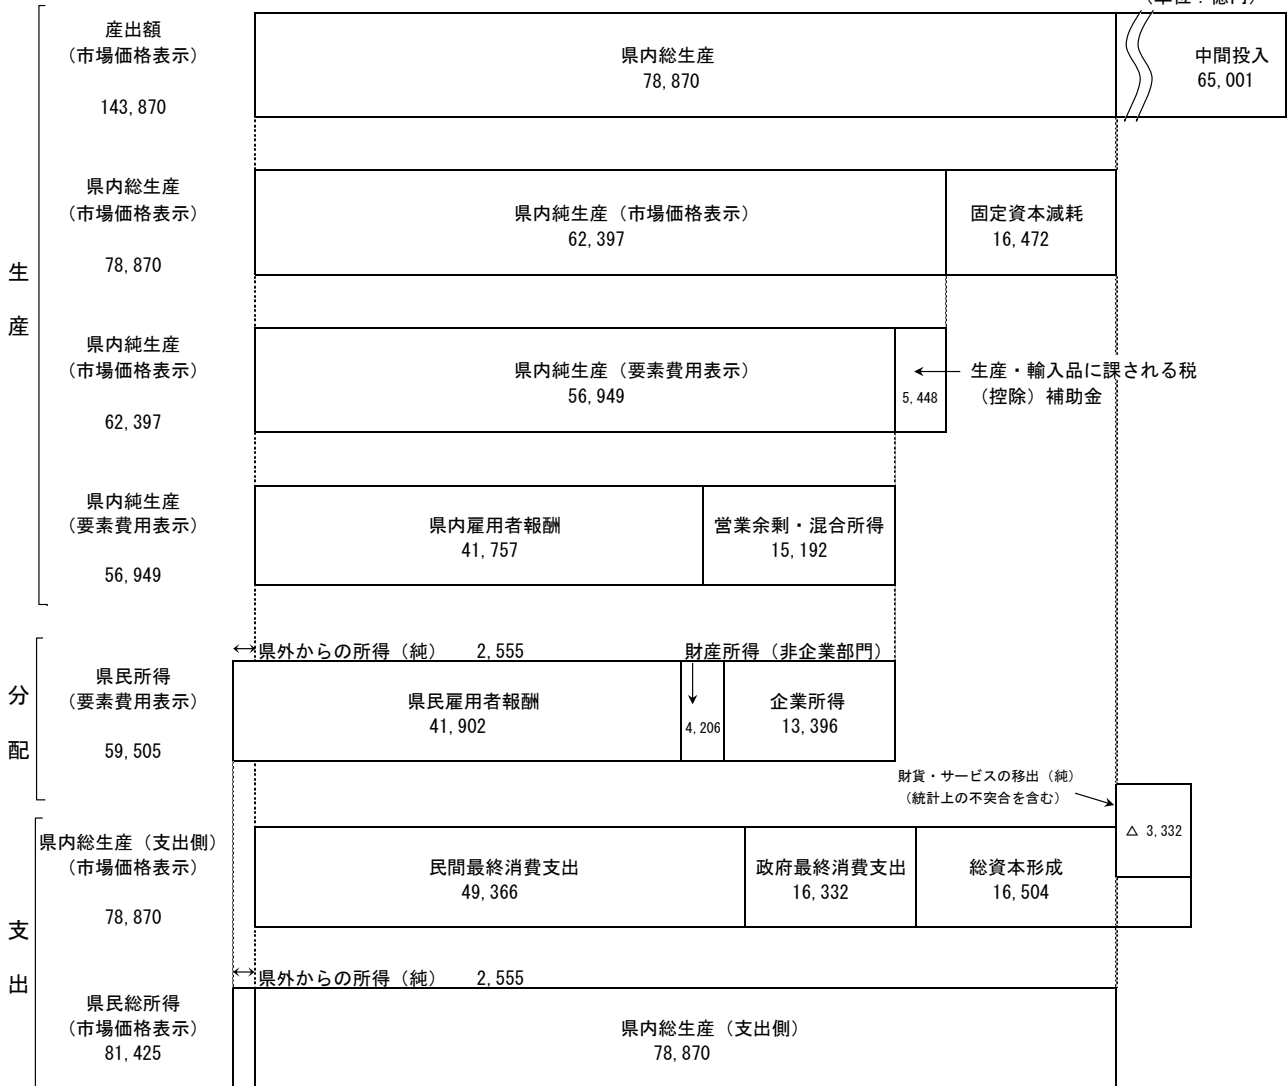 (単位:億円)
産出額
(市場価格表示)
143,870
県内総生産
78,870
中間投入
65,001
生
産
県内総生産
(市場価格表示)
78,870
県内純生産(市場価格表示)
62,397
固定資本減耗
16,472
県内純生産
(市場価格表示)
62,397
県内純生産(要素費用表示)
56,949
5,448
生産・輸入品に課される税
(控除)補助金
県内純生産
(要素費用表示)
56,949
県内雇用者報酬
41,757
営業余剰・混合所得
15,192
分
配
県外からの所得(純) 2,555
財産所得(非企業部門)
県民所得
(要素費用表示)
59,505
県民雇用者報酬
41,902
4,206
企業所得
13,396
財貨・サービスの移出(純)
(統計上の不突合を含む)
△ 3,332
支
出
県内総生産(支出側)
(市場価格表示)
78,870
民間最終消費支出
49,366
政府最終消費支出
16,332
総資本形成
16,504
県外からの所得(純) 2,555
県民総所得
(市場価格表示)
81,425
県内総生産(支出側)
78,870